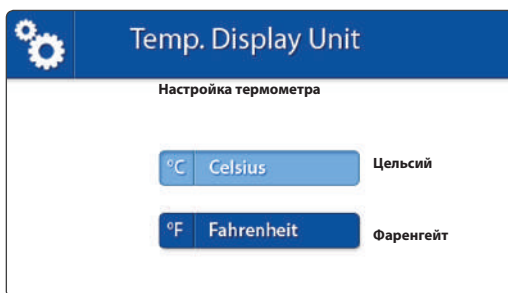 Temp. Display Unit
Настройка термометра
°C Celsius
Цельсий
°F Fahrenheit
Фаренгейт